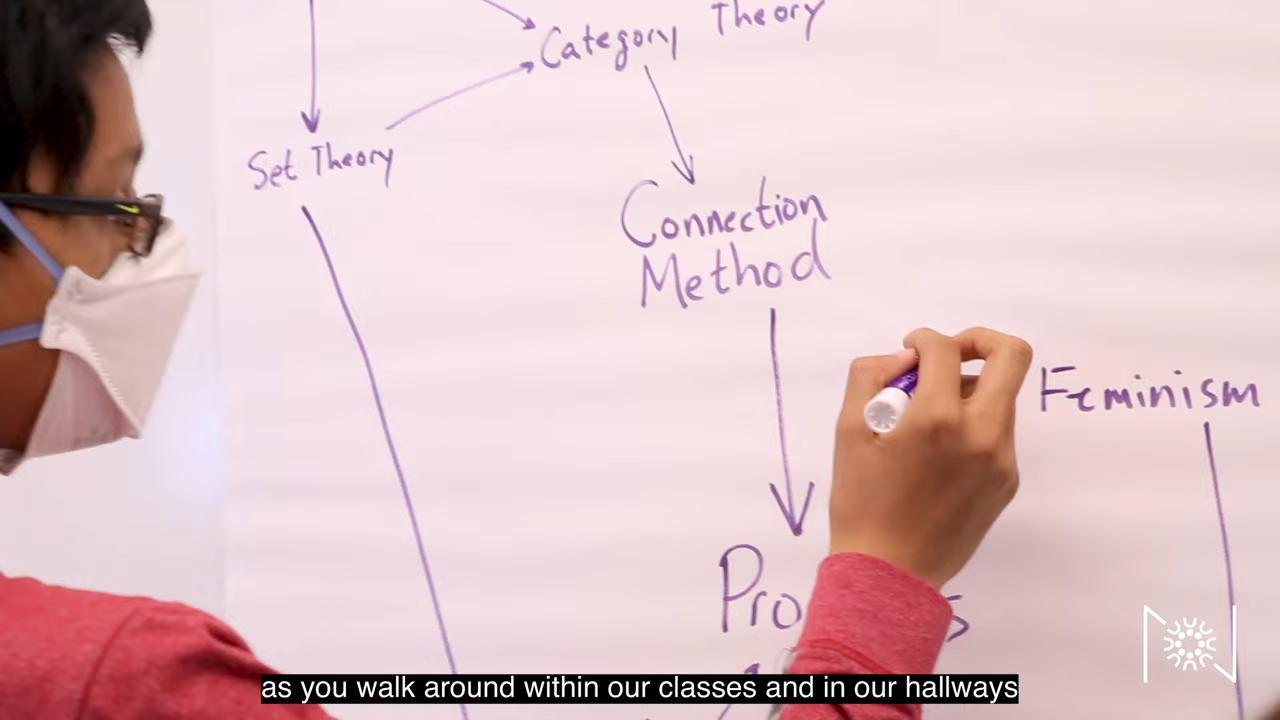 Category Theory
Set Theory
Connection
Method
Feminism
as you walk around within our classes and in our hallways